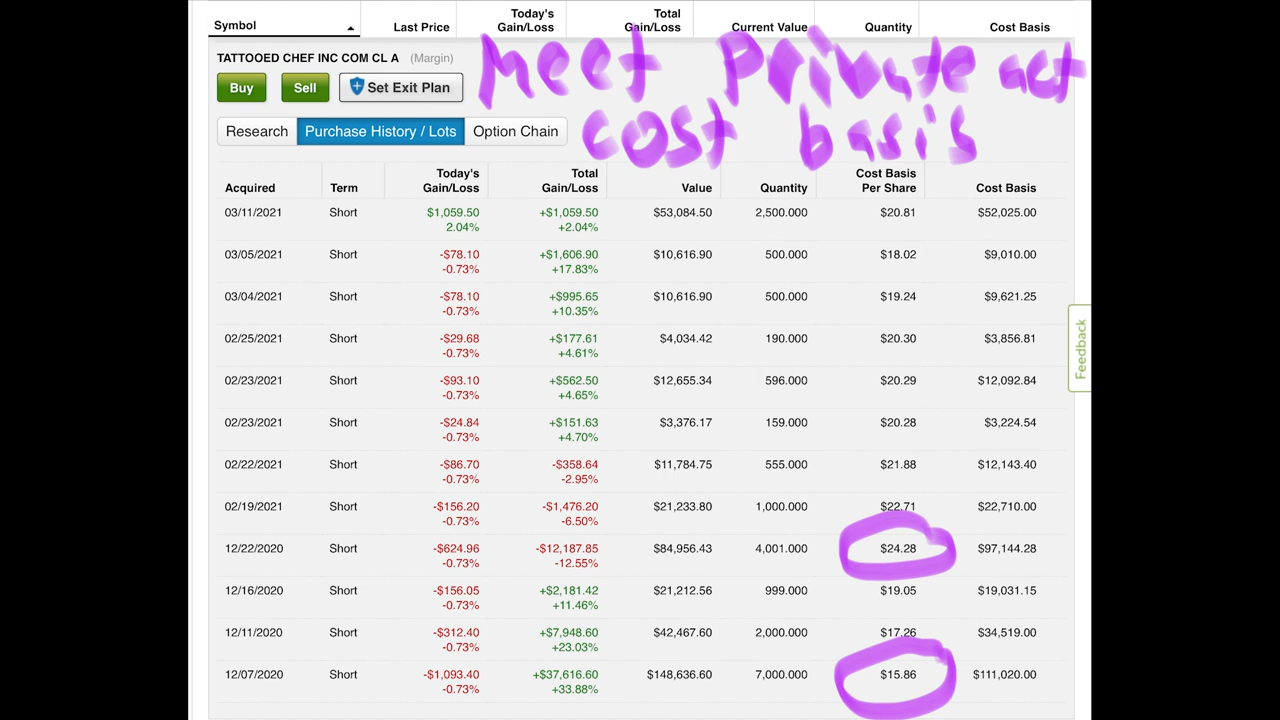 Symbol Last Price Today's Gain/Loss Total Gain/Loss Current Value Quantity Cost Basis
TATTOOED CHEF INC COM CL A (Margin)
Meet private act
Buy Sell Set Exit Plan
cost basis
Research Purchase History / Lots Option Chain
Acquired Term Today's Gain/Loss Total Gain/Loss Value Quantity Cost Basis Per Share Cost Basis
03/11/2021 Short $1,059.50 +$1,059.50 $53,084.50 2,500.000 $20.81 $52,025.00
2.04% +2.04%
03/05/2021 Short -$78.10 +$1,606.90 $10,616.90 500.000 $18.02 $9,010.00
-0.73% +17.83%
03/04/2021 Short -$78.10 +$995.65 $10,616.90 500.000 $19.24 $9,621.25
-0.73% +10.35%
02/25/2021 Short -$29.68 +$177.61 $4,034.42 190.000 $20.30 $3,856.81
-0.73% +4.61%
02/23/2021 Short -$93.10 +$562.50 $12,655.34 596.000 $20.29 $12,092.84
-0.73% +4.65%
02/23/2021 Short -$24.84 +$151.63 $3,376.17 159.000 $20.28 $3,224.54
-0.73% +4.70%
02/22/2021 Short -$86.70 -$358.64 $11,784.75 555.000 $21.88 $12,143.40
-0.73% -2.95%
02/19/2021 Short -$156.20 -$1,476.20 $21,233.80 1,000.000 $22.71 $22,710.00
-0.73% -6.50%
12/22/2020 Short -$624.96 -$12,187.85 $84,956.43 4,001.000 $24.28 $97,144.28
-0.73% -12.55%
12/16/2020 Short -$156.05 +$2,181.42 $21,212.56 999.000 $19.05 $19,031.15
-0.73% +11.46%
12/11/2020 Short -$312.40 +$7,948.60 $42,467.60 2,000.000 $17.26 $34,519.00
-0.73% +23.03%
12/07/2020 Short -$1,093.40 +$37,616.60 $148,636.60 7,000.000 $15.86 $111,020.00
-0.73% +33.88%
Feedback